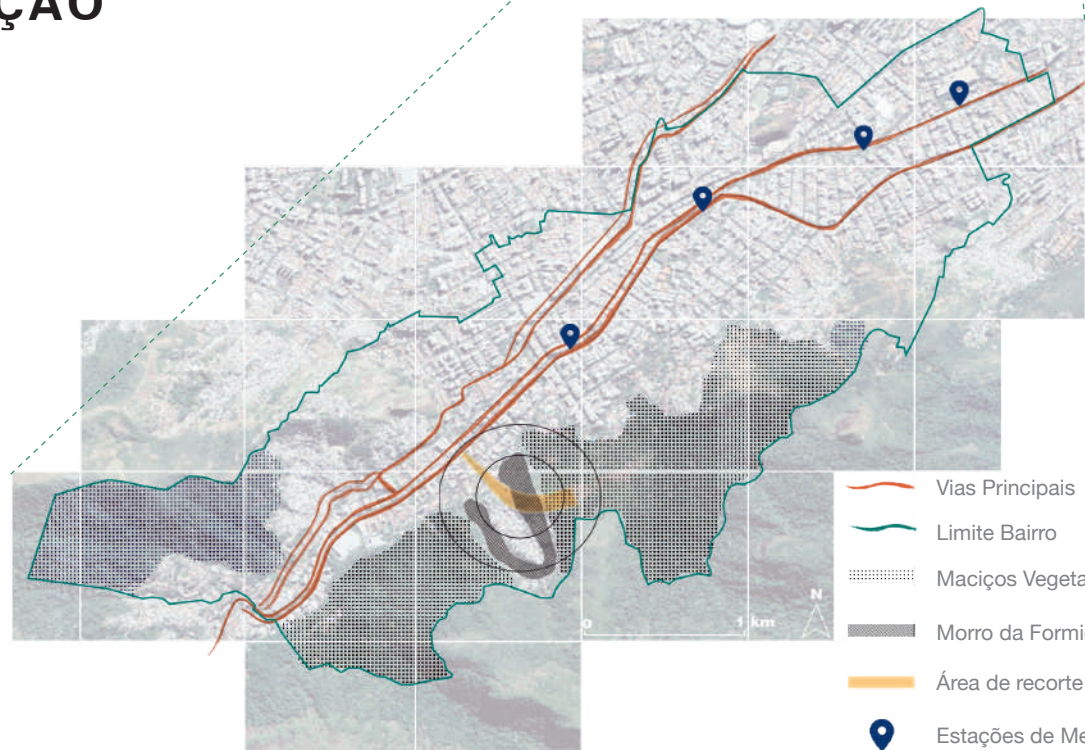 ÇÃO
Vias Principais
Limite Bairro
Maciços Vegeta
Morro da Formi
Área de recorte
Estações de Me
N
0 1 km